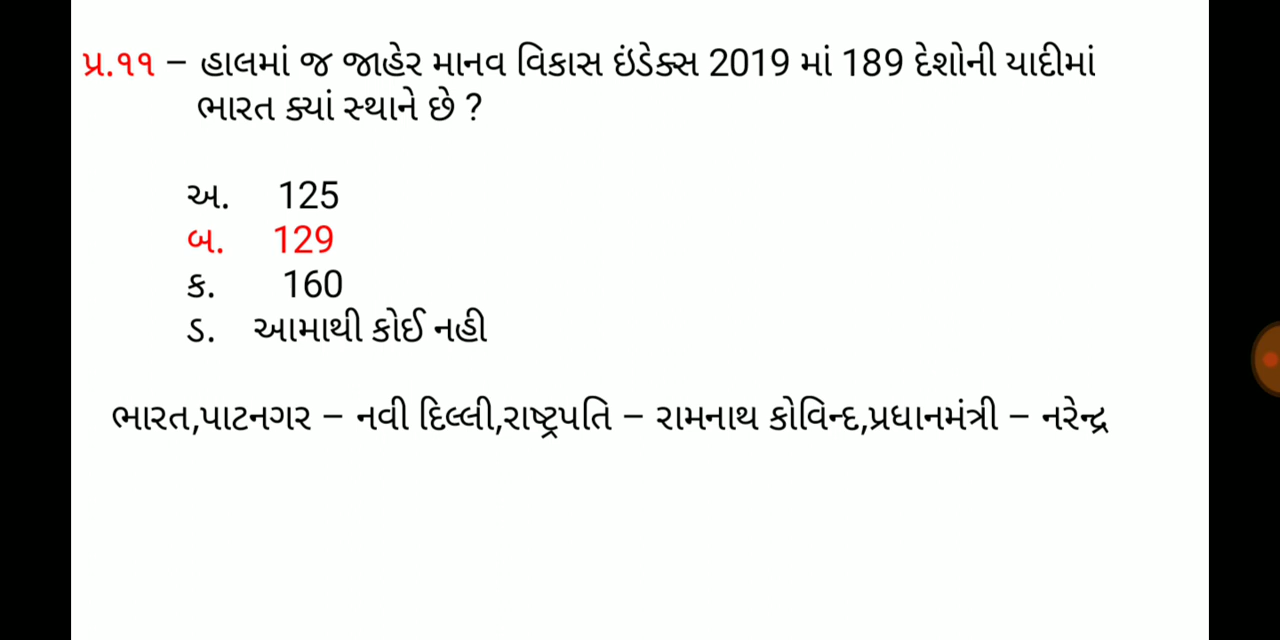 પ્ર.૧૧ – હાલમાં જ જાહેર માનવ વિકાસ ઇંડેક્સ 2019 માં 189 દેશોની યાદીમાં
ભારત ક્યાં સ્થાને છે ?
અ. 125
બ. 129
ક. 160
ડ. આમાથી કોઈ નહી
ભારત,પાટનગર – નવી દિલ્લી,રાષ્ટ્રપતિ – રામનાથ કોવિન્દ,પ્રધાનમંત્રી – નરેન્દ્ર